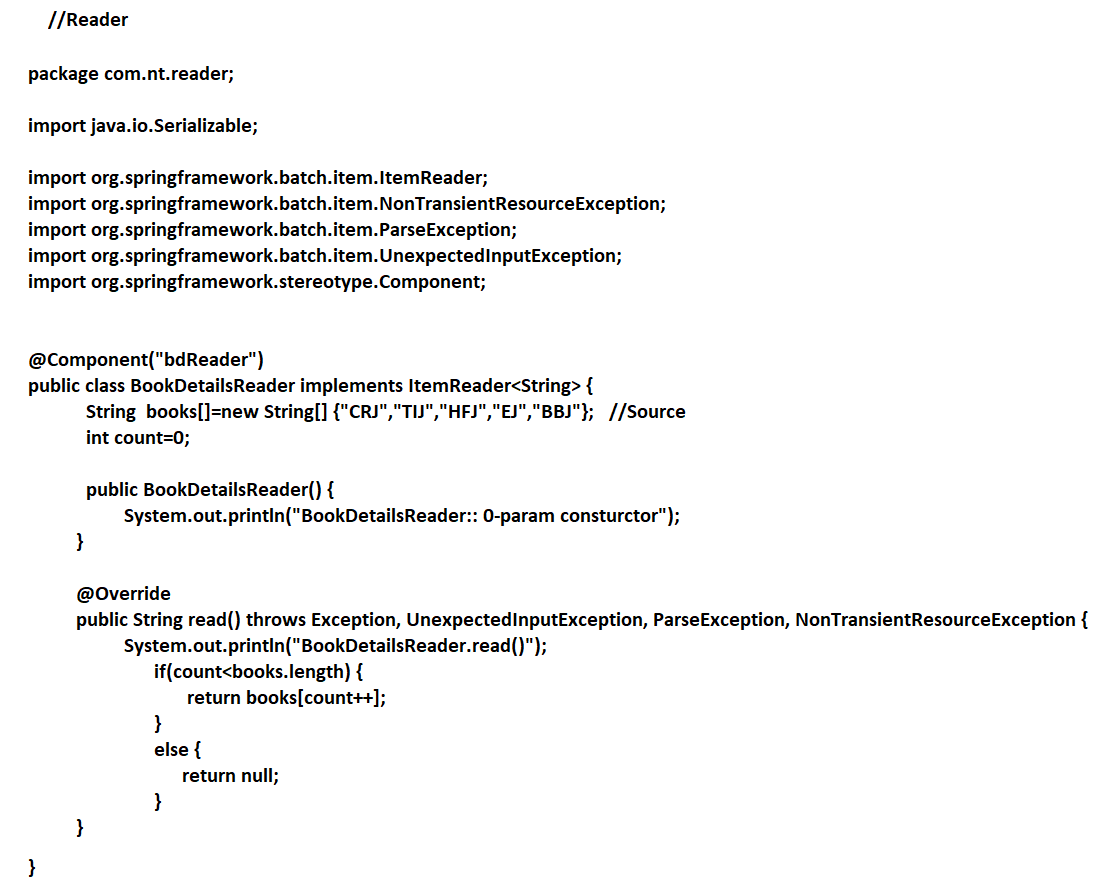 //Reader
package com.nt.reader;
import java.io.Serializable;
import org.springframework.batch.item.ItemReader;
import org.springframework.batch.item.NonTransientResourceException;
import org.springframework.batch.item.ParseException;
import org.springframework.batch.item.UnexpectedInputException;
import org.springframework.stereotype.Component;
@Component("bdReader")
public class BookDetailsReader implements ItemReader<String> {
String  books[]=new String[] {"CRJ","TIJ","HFJ","EJ","BBJ"};   //Source
int count=0;
public BookDetailsReader() {
System.out.println("BookDetailsReader:: 0-param consturctor");
}
@Override
public String read() throws Exception, UnexpectedInputException, ParseException, NonTransientResourceException {
System.out.println("BookDetailsReader.read()");
if(count<books.length) {
return books[count++];
}
else {
return null;
}
}
}